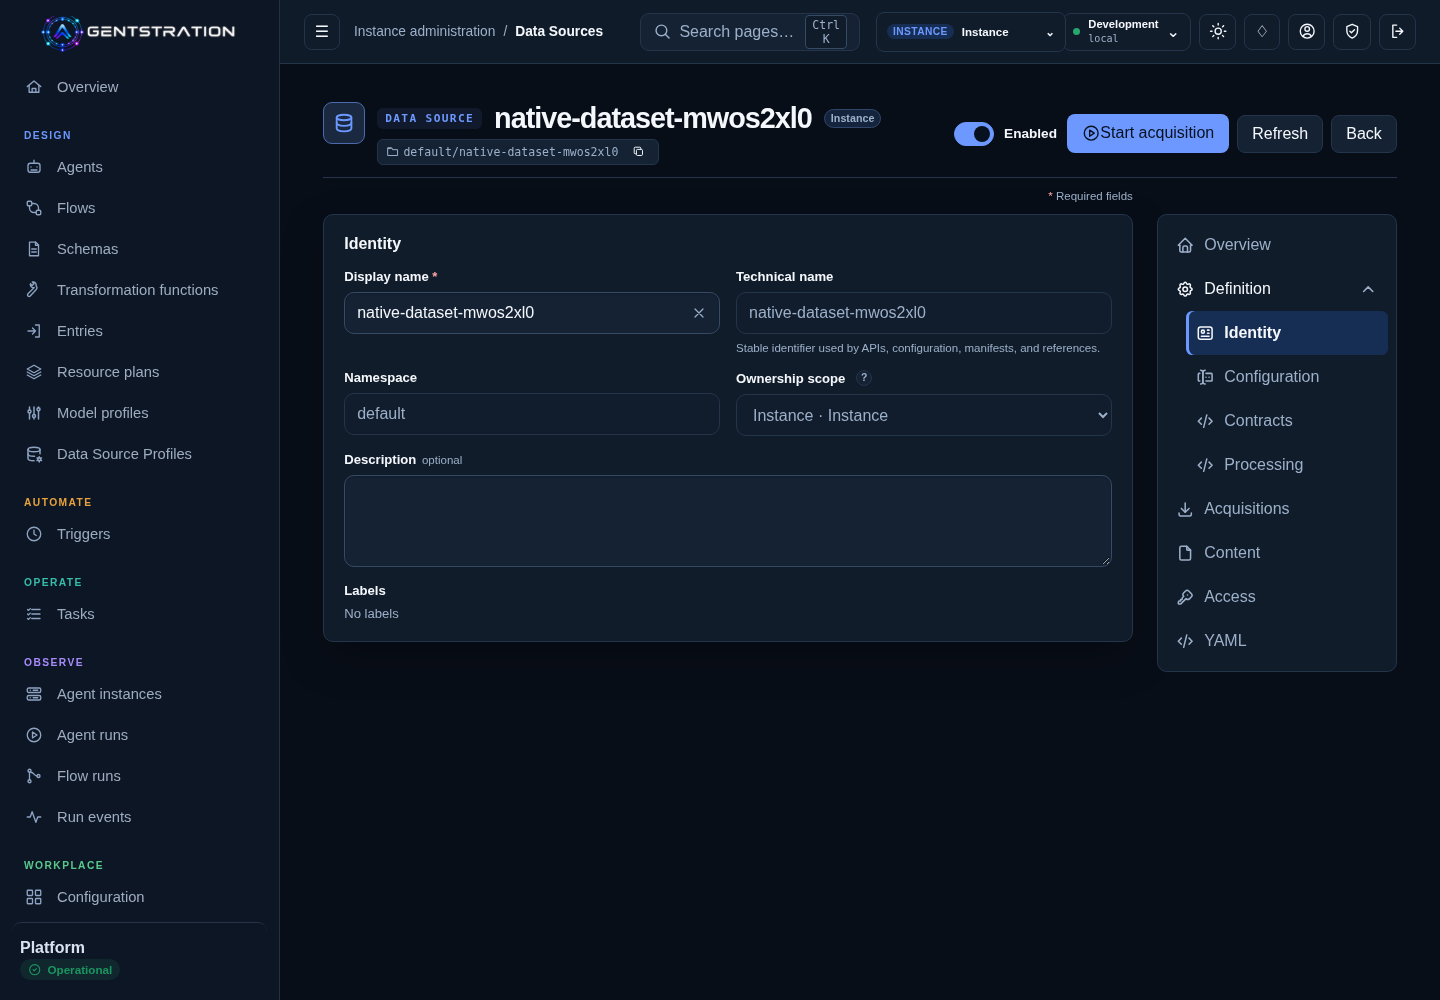 GENTSTRATION
Overview
DESIGN
Agents
Flows
Schemas
Transformation functions
Entries
Resource plans
Model profiles
Data Source Profiles
AUTOMATE
Triggers
OPERATE
Tasks
OBSERVE
Agent instances
Agent runs
Flow runs
Run events
WORKPLACE
Configuration
Platform
Operational
Instance administration / Data Sources
Search pages...
Ctrl
K
INSTANCE Instance
Development
local
DATA SOURCE native-dataset-mwos2xl0 Instance
default/native-dataset-mwos2xl0
Enabled
Start acquisition
Refresh
Back
* Required fields
Identity
Display name *
native-dataset-mwos2xl0
Technical name
native-dataset-mwos2xl0
Stable identifier used by APIs, configuration, manifests, and references.
Namespace
default
Ownership scope ?
Instance · Instance
Description optional
Labels
No labels
Overview
Definition
Identity
Configuration
Contracts
Processing
Acquisitions
Content
Access
YAML